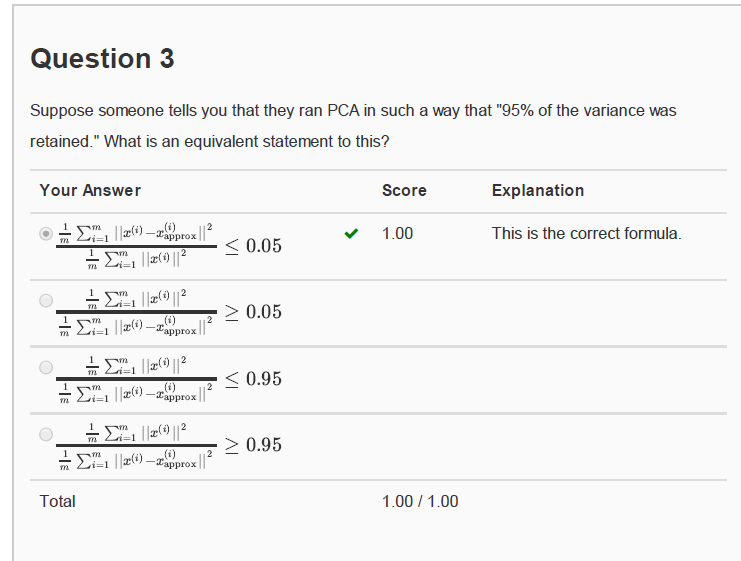 Question 3
Suppose someone tells you that they ran PCA in such a way that "95% of the variance was
retained." What is an equivalent statement to this?
Your Answer Score Explanation
\frac{\frac{1}{m}\sum_{i=1}^{m}||x^{(i)}-x_{\text{approx}}^{(i)}||^2}{\frac{1}{m}\sum_{i=1}^{m}||x^{(i)}||^2} \leq 0.05 ✔ 1.00 This is the correct formula.
\frac{\frac{1}{m}\sum_{i=1}^{m}||x^{(i)}||^2}{\frac{1}{m}\sum_{i=1}^{m}||x^{(i)}-x_{\text{approx}}^{(i)}||^2} \geq 0.05
\frac{\frac{1}{m}\sum_{i=1}^{m}||x^{(i)}||^2}{\frac{1}{m}\sum_{i=1}^{m}||x^{(i)}-x_{\text{approx}}^{(i)}||^2} \leq 0.95
\frac{\frac{1}{m}\sum_{i=1}^{m}||x^{(i)}||^2}{\frac{1}{m}\sum_{i=1}^{m}||x^{(i)}-x_{\text{approx}}^{(i)}||^2} \geq 0.95
Total 1.00 / 1.00